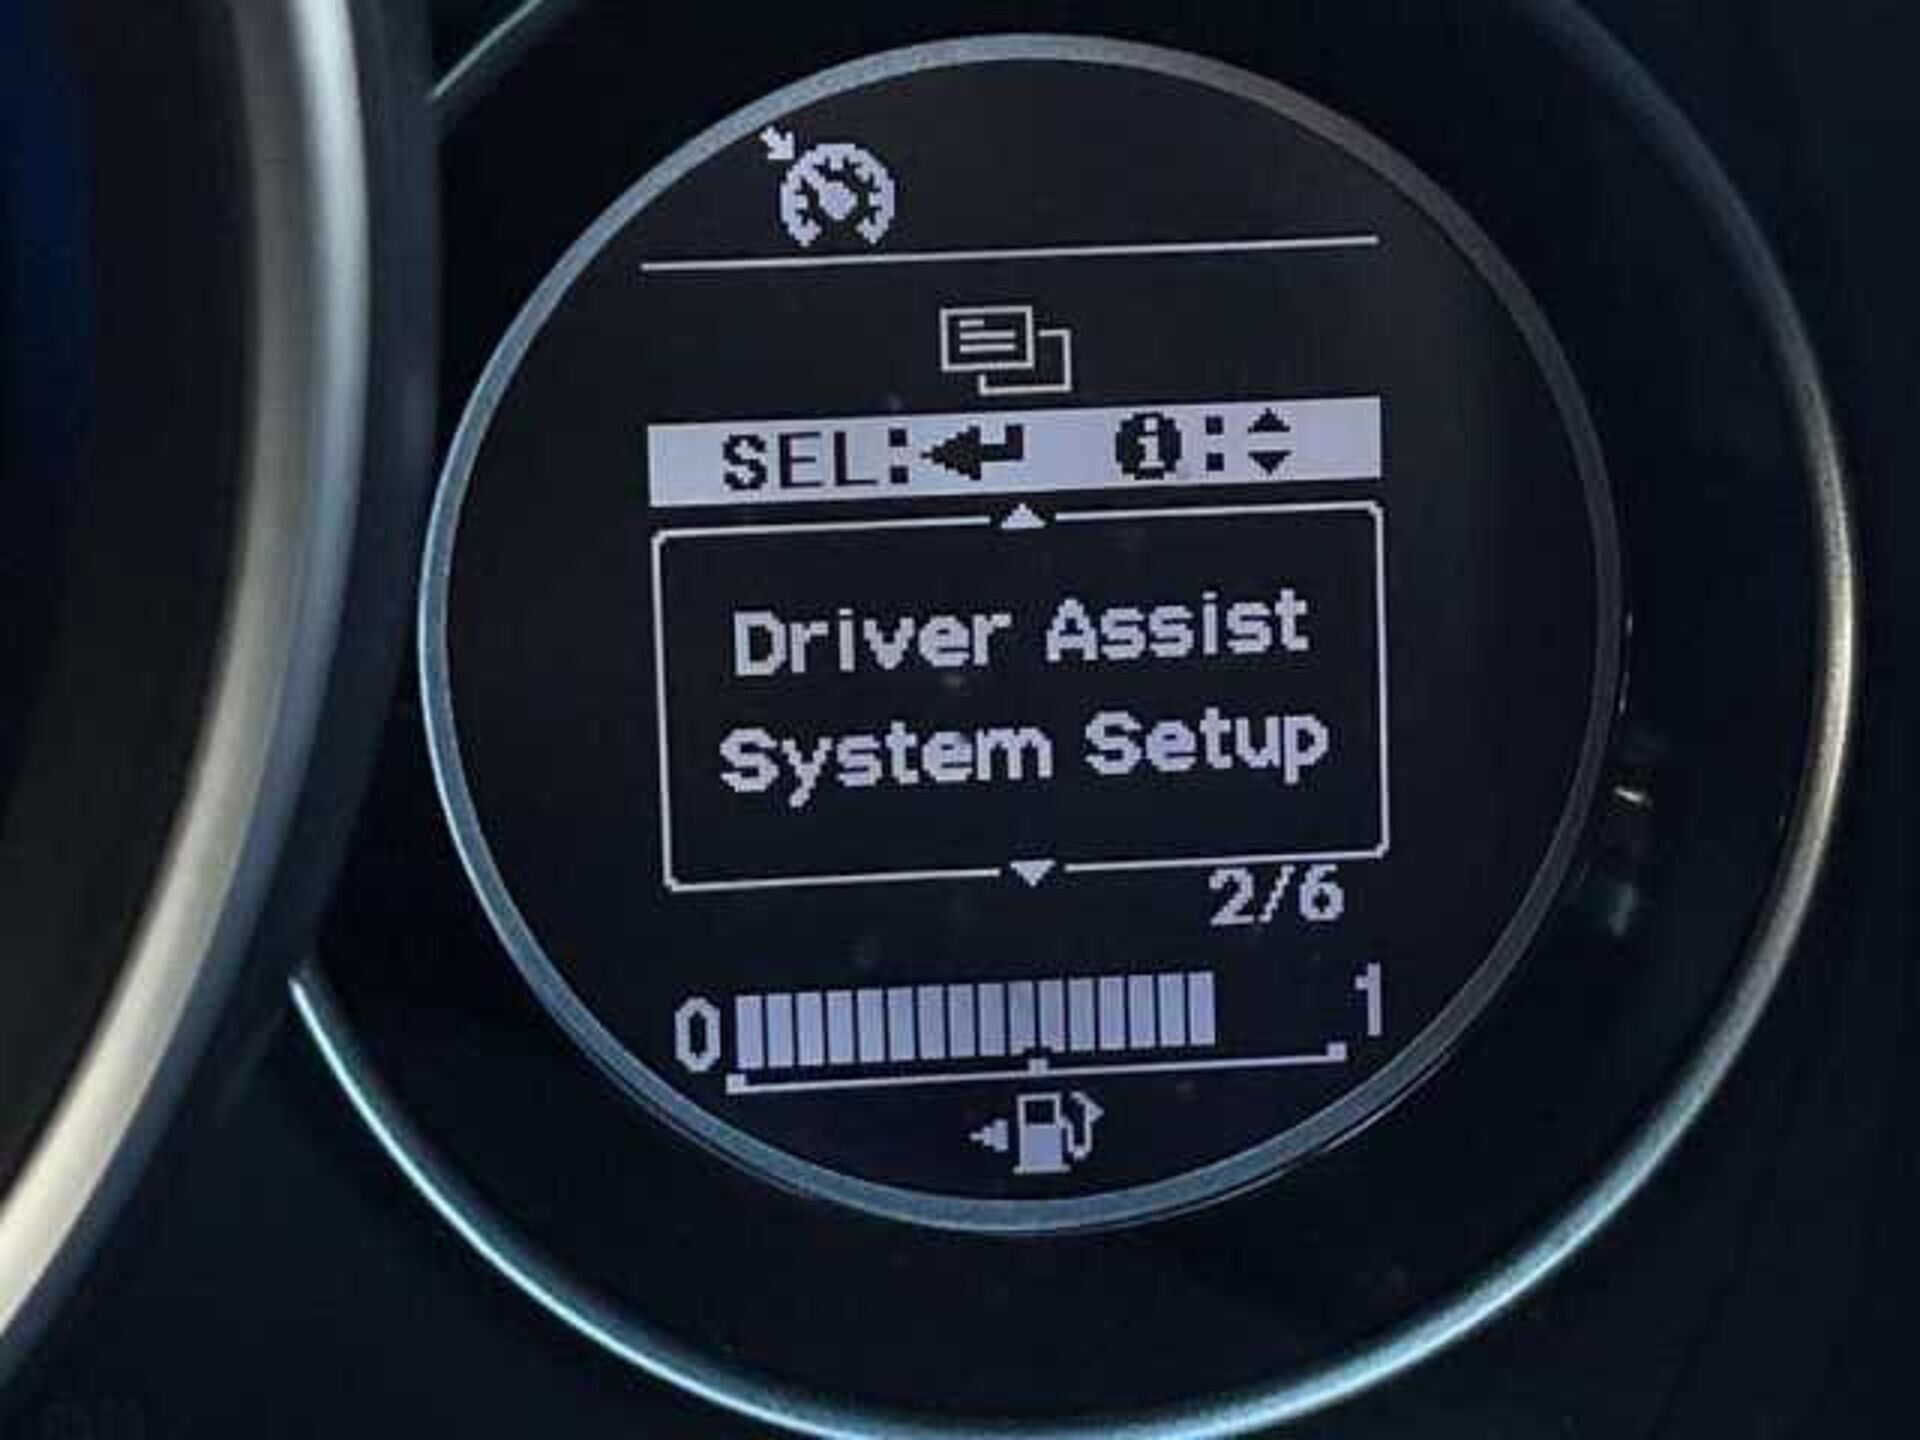 SEL: i:
Driver Assist
System Setup
2/6
0 1